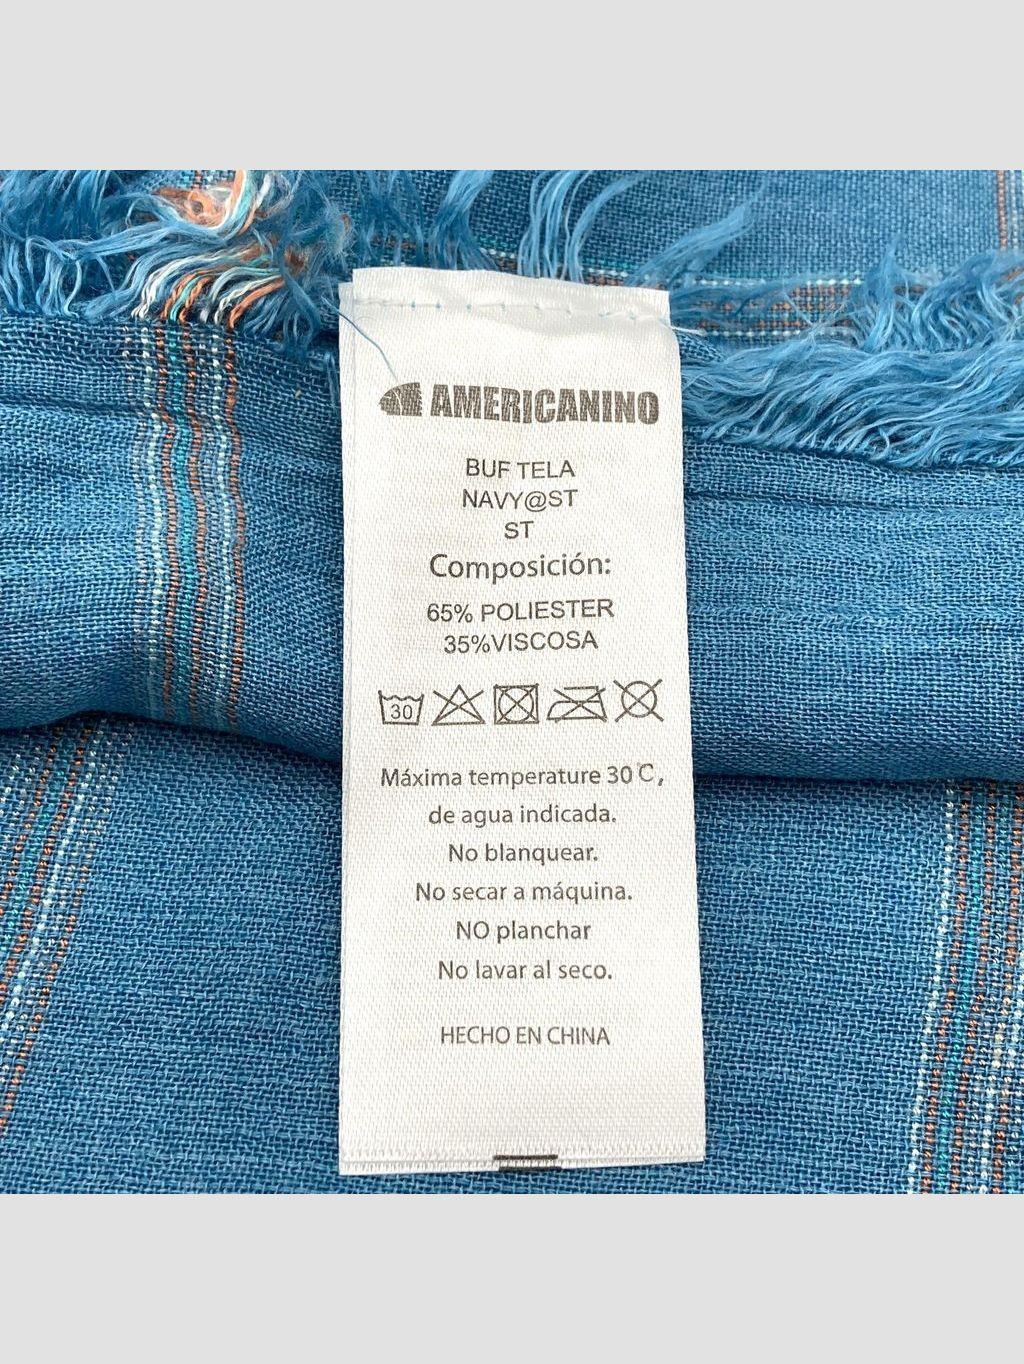 AMERICANINO
BUF TELA
NAVY@ST
ST
Composición:
65% POLIESTER
35%VISCOSA
30
Máxima temperature 30℃,
de agua indicada.
No blanquear.
No secar a máquina.
NO planchar
No lavar al seco.
HECHO EN CHINA